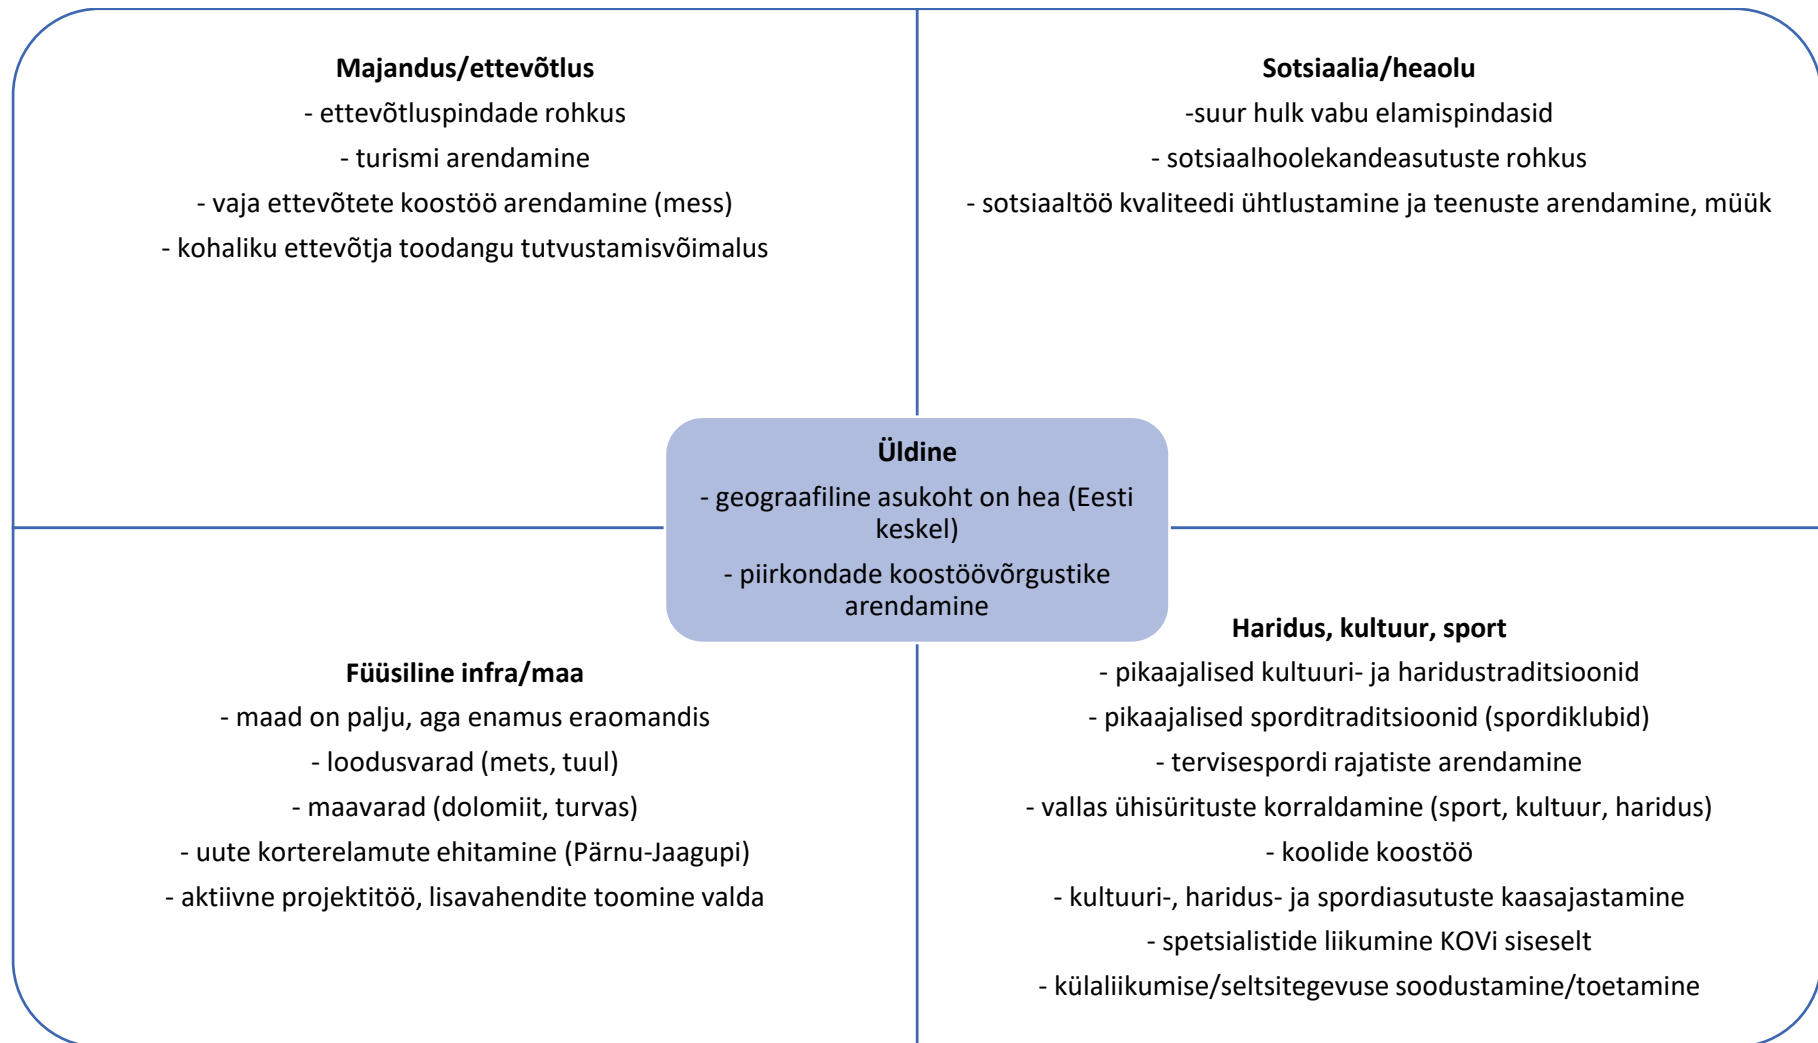 Majandus/ettevõtlus
- ettevõtluspindade rohkus
- turismi arendamine
- vaja ettevõtete koostöö arendamine (mess)
- kohaliku ettevõtja toodangu tutvustamisvõimalus
Sotsiaalia/heaolu
-suur hulk vabu elamispindasid
- sotsiaalhoolekandeasutuste rohkus
- sotsiaaltöö kvaliteedi ühtlustamine ja teenuste arendamine, müük
Üldine
- geograafiline asukoht on hea (Eesti
keskel)
- piirkondade koostöövõrgustike
arendamine
Füüsiline infra/maa
- maad on palju, aga enamus eraomandis
- loodusvarad (mets, tuul)
- maavarad (dolomiit, turvas)
- uute korterelamute ehitamine (Pärnu-Jaagupi)
- aktiivne projektitöö, lisavahendite toomine valda
Haridus, kultuur, sport
- pikaajalised kultuuri- ja haridustraditsioonid
- pikaajalised sporditraditsioonid (spordiklubid)
- tervisespordi rajatiste arendamine
- vallas ühisürituste korraldamine (sport, kultuur, haridus)
- koolide koostöö
- kultuuri-, haridus- ja spordiasutuste kaasajastamine
- spetsialistide liikumine KOVi siseselt
- külaliikumise/seltsitegevuse soodustamine/toetamine